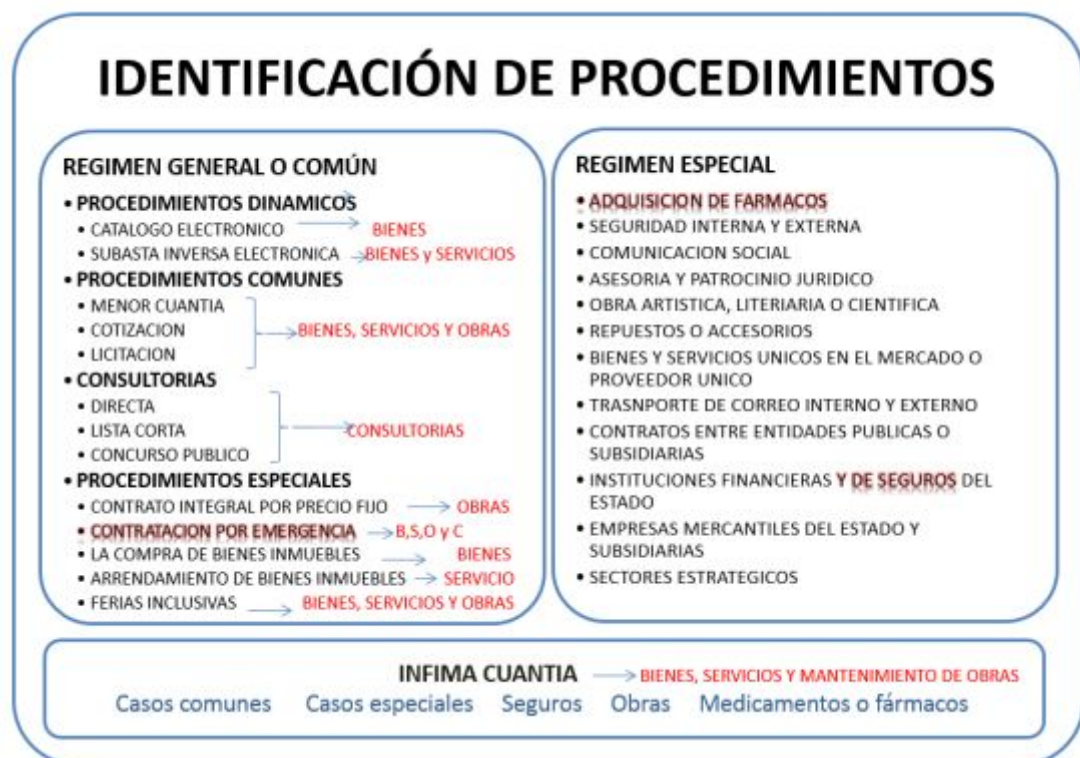 IDENTIFICACIÓN DE PROCEDIMIENTOS
REGIMEN GENERAL O COMÚN
• PROCEDIMIENTOS DINAMICOS
• CATALOGO ELECTRONICO BIENES
• SUBASTA INVERSA ELECTRONICA BIENES y SERVICIOS
• PROCEDIMIENTOS COMUNES
• MENOR CUANTIA
• COTIZACION BIENES, SERVICIOS Y OBRAS
• LICITACION
• CONSULTORIAS
• DIRECTA
• LISTA CORTA CONSULTORIAS
• CONCURSO PUBLICO
• PROCEDIMIENTOS ESPECIALES
• CONTRATO INTEGRAL POR PRECIO FIJO OBRAS
• CONTRATACION POR EMERGENCIA B,S,O y C
• LA COMPRA DE BIENES INMUEBLES BIENES
• ARRENDAMIENTO DE BIENES INMUEBLES SERVICIO
• FERIAS INCLUSIVAS BIENES, SERVICIOS Y OBRAS
REGIMEN ESPECIAL
• ADQUISICION DE FARMACOS
• SEGURIDAD INTERNA Y EXTERNA
• COMUNICACION SOCIAL
• ASESORIA Y PATROCINIO JURIDICO
• OBRA ARTISTICA, LITERIARIA O CIENTIFICA
• REPUESTOS O ACCESORIOS
• BIENES Y SERVICIOS UNICOS EN EL MERCADO O
PROVEEDOR UNICO
• TRASNPORTE DE CORREO INTERNO Y EXTERNO
• CONTRATOS ENTRE ENTIDADES PUBLICAS O
SUBSIDIARIAS
• INSTITUCIONES FINANCIERAS Y DE SEGUROS DEL
ESTADO
• EMPRESAS MERCANTILES DEL ESTADO Y
SUBSIDIARIAS
• SECTORES ESTRATEGICOS
INFIMA CUANTIA BIENES, SERVICIOS Y MANTENIMIENTO DE OBRAS
Casos comunes Casos especiales Seguros Obras Medicamentos o fármacos